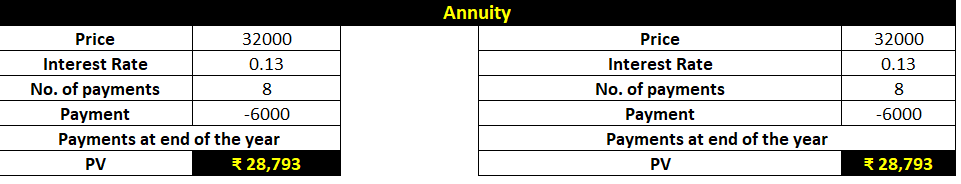 Annuity
Price 32000 Price 32000
Interest Rate 0.13 Interest Rate 0.13
No. of payments 8 No. of payments 8
Payment -6000 Payment -6000
Payments at end of the year Payments at end of the year
PV ₹ 28,793 PV ₹ 28,793